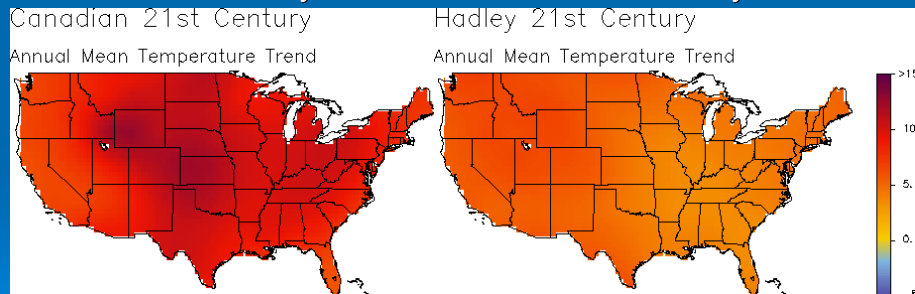 Canadian 21st Century
Annual Mean Temperature Trend
Hadley 21st Century
Annual Mean Temperature Trend
>15
10
5.
0.